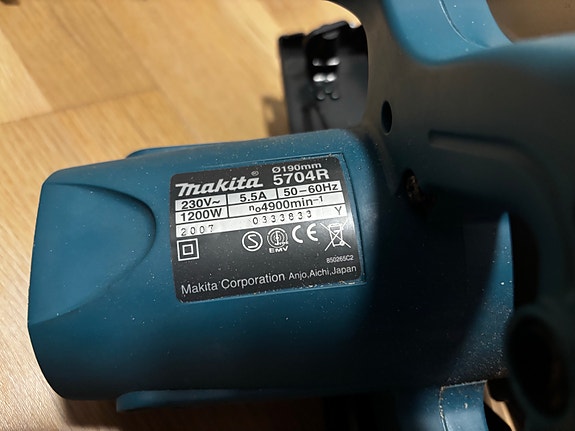 Ø190mm
makita® 5704R
230V~ 5.5A 50-60Hz
1200W n₀4900min⁻¹
2007 0333833 Y
S CE
EMV
850265C2
Makita Corporation Anjo,Aichi,Japan